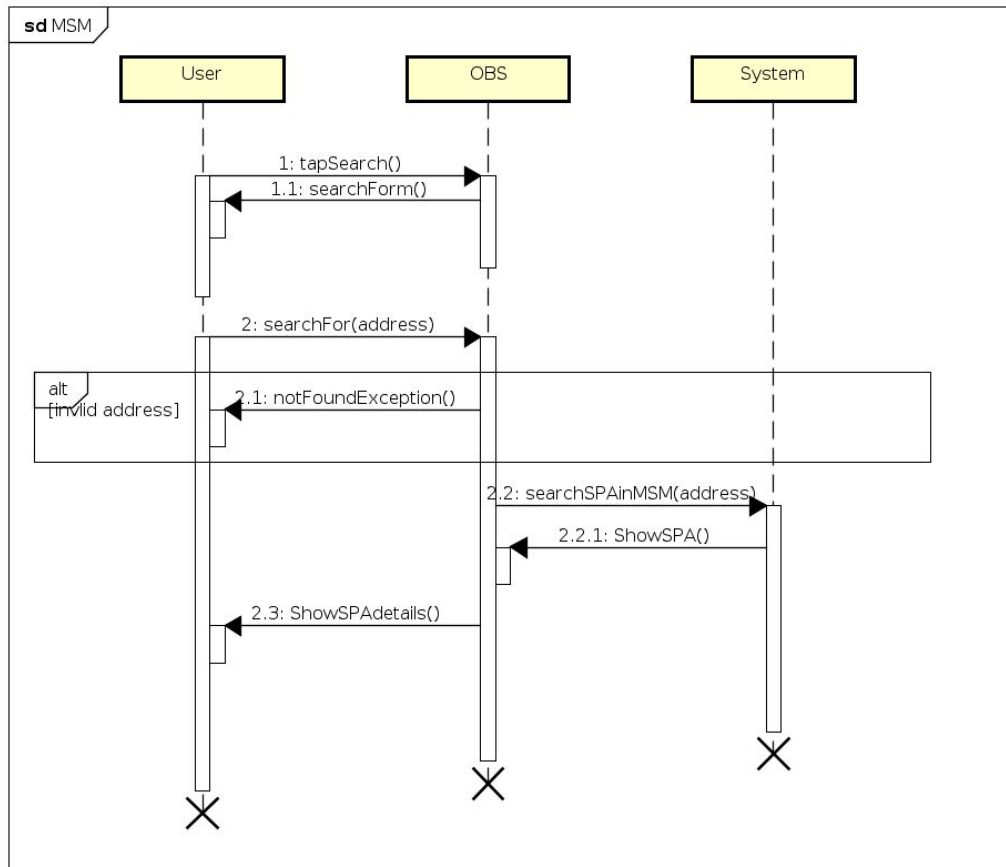 sd MSM
User
OBS
System
1: tapSearch()
1.1: searchForm()
2: searchFor(address)
alt
[invlid address]
2.1: notFoundException()
2.2: searchSPAinMSM(address)
2.2.1: ShowSPA()
2.3: ShowSPAdetails()